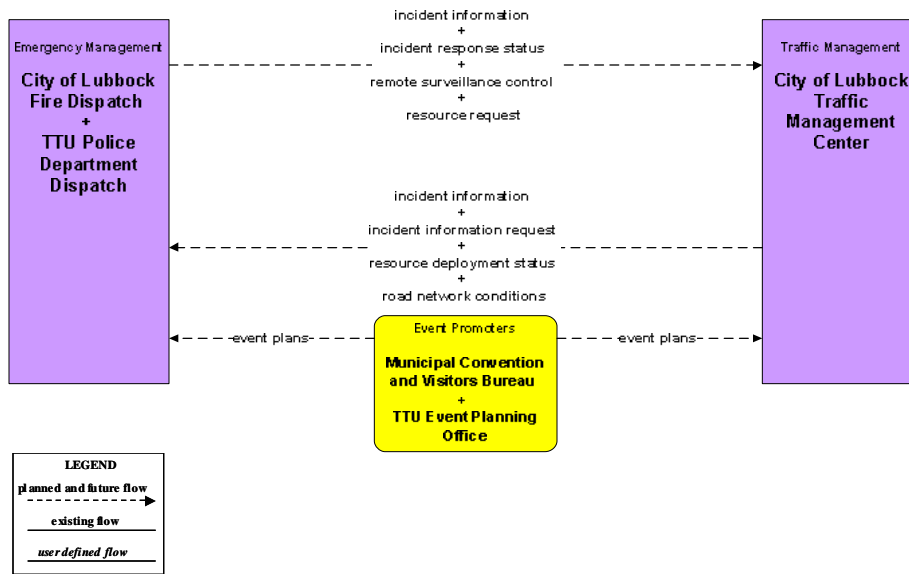 Emergency Management
City of Lubbock
Fire Dispatch
+
TTU Police
Department
Dispatch
incident information
+
incident response status
+
remote surveillance control
+
resource request
Traffic Management
City of Lubbock
Traffic
Management
Center
incident information
+
incident information request
+
resource deployment status
+
road network conditions
event plans
Event Promoters
Municipal Convention
and Visitors Bureau
+
TTU Event Planning
Office
event plans
LEGEND
planned and future flow
existing flow
user defined flow